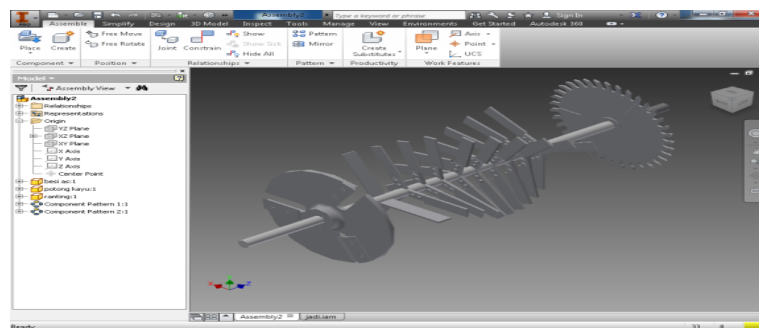 Assembly2 Type a keyword or phrase Sign In
Assemble Simplify Design 3D Model Inspect Tools Manage View Environments Get Started Autodesk 360
Place Create Free Move Free Rotate Joint Constrain Show Show Sick Hide All Pattern Mirror Create Substitutes Plane Axis Point UCS
Component Position Relationships Pattern Productivity Work Features
Model
Assembly View
Assembly2
Relationships
Representations
Origin
YZ Plane
XZ Plane
XY Plane
X Axis
Y Axis
Z Axis
Center Point
besi as:1
potong kayu:1
ranting:1
Component Pattern 1:1
Component Pattern 2:1
Z
Assembly2 jadi.iam
Ready